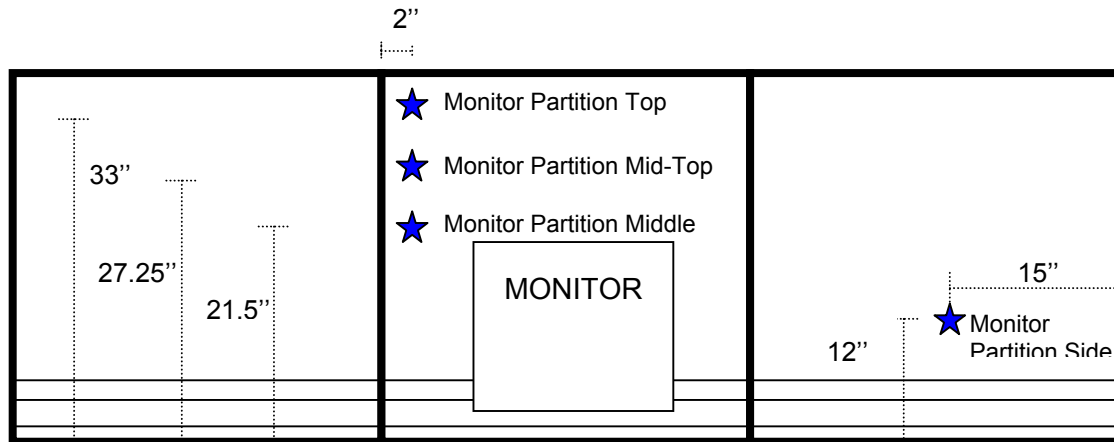 2’’
Monitor Partition Top
33’’
Monitor Partition Mid-Top
Monitor Partition Middle
27.25’’
21.5’’
MONITOR
15’’
12’’
Monitor
Partition Side